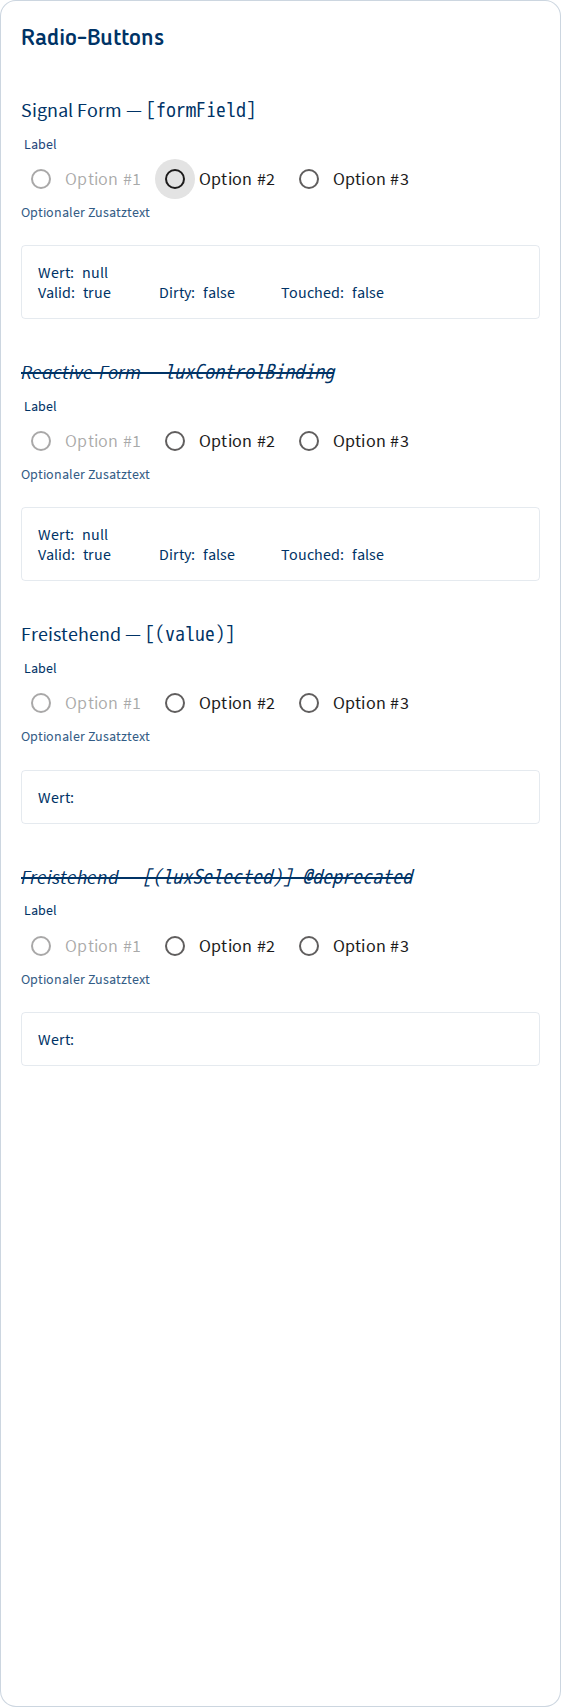 Radio-Buttons
Signal Form — [formField]
Label
Option #1 Option #2 Option #3
Optionaler Zusatztext
Wert: null
Valid: true Dirty: false Touched: false
Reactive Form — luxControlBinding
Label
Option #1 Option #2 Option #3
Optionaler Zusatztext
Wert: null
Valid: true Dirty: false Touched: false
Freistehend — [(value)]
Label
Option #1 Option #2 Option #3
Optionaler Zusatztext
Wert:
Freistehend — [(luxSelected)] @deprecated
Label
Option #1 Option #2 Option #3
Optionaler Zusatztext
Wert: